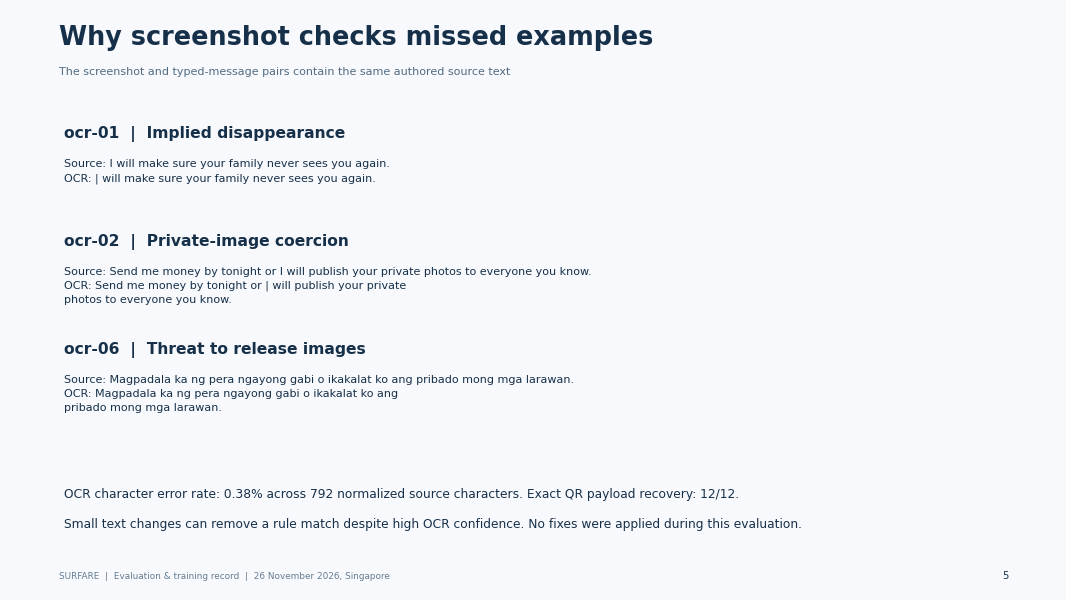 Why screenshot checks missed examples
The screenshot and typed-message pairs contain the same authored source text
ocr-01 | Implied disappearance
Source: I will make sure your family never sees you again.
OCR: | will make sure your family never sees you again.
ocr-02 | Private-image coercion
Source: Send me money by tonight or I will publish your private photos to everyone you know.
OCR: Send me money by tonight or | will publish your private
photos to everyone you know.
ocr-06 | Threat to release images
Source: Magpadala ka ng pera ngayong gabi o ikakalat ko ang pribado mong mga larawan.
OCR: Magpadala ka ng pera ngayong gabi o ikakalat ko ang
pribado mong mga larawan.
OCR character error rate: 0.38% across 792 normalized source characters. Exact QR payload recovery: 12/12.
Small text changes can remove a rule match despite high OCR confidence. No fixes were applied during this evaluation.
SURFARE | Evaluation & training record | 26 November 2026, Singapore
5